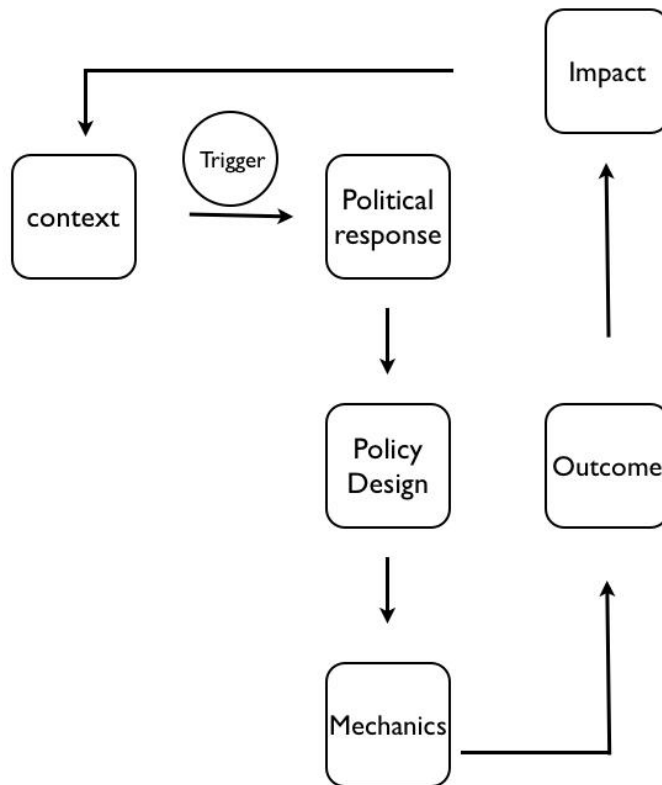 Impact
Trigger
context
Political
response
Policy
Design
Outcome
Mechanics